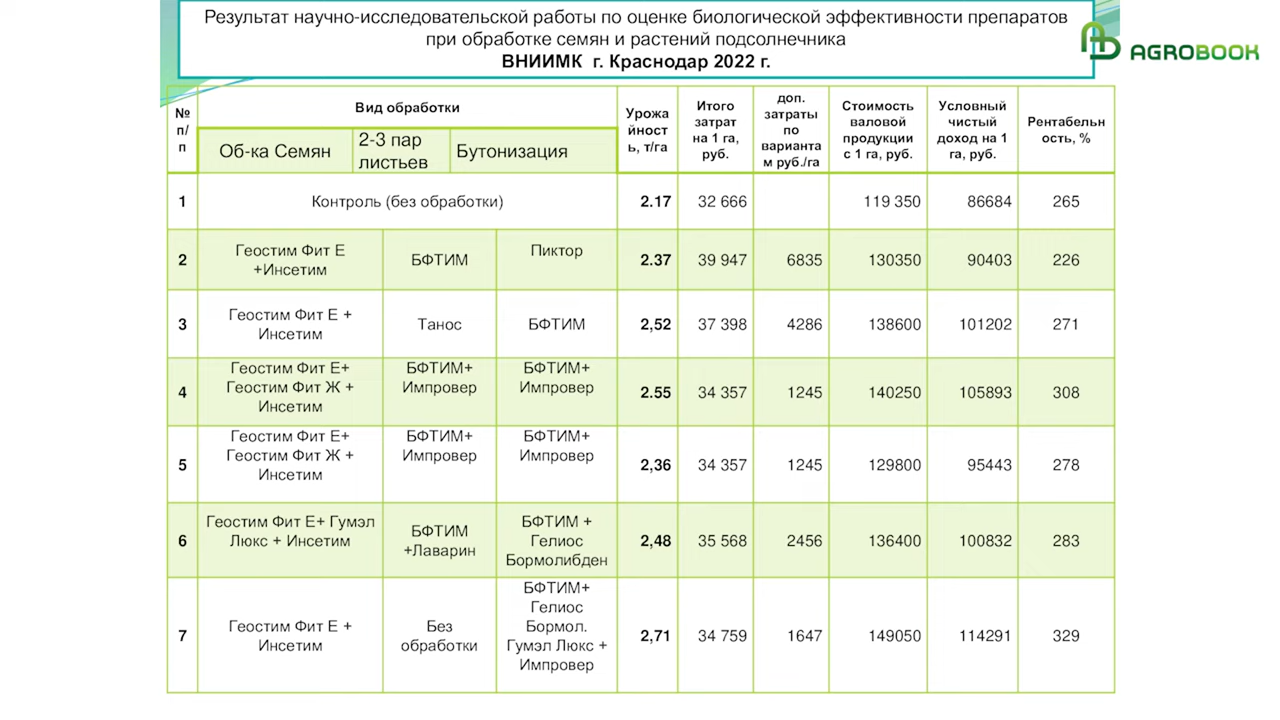 Результат научно-исследовательской работы по оценке биологической эффективности препаратов
при обработке семян и растений подсолнечника
ВНИИМК г. Краснодар 2022 г.
AGROBOOK
№
п/
п
Вид обработки
Об-ка Семян
2-3 пар
листьев
Бутонизация
Урожа
йност
ь, т/га
Итого
затрат
на 1 га,
руб.
доп.
затраты
по
варианта
м руб./га
Стоимость
валовой
продукции
с 1 га, руб.
Условный
чистый
доход на 1
га, руб.
Рентабельн
ость, %
1
Контроль (без обработки)
2.17
32 666
119 350
86684
265
2
Геостим Фит Е
+Инсетим
БФТИМ
Пиктор
2.37
39 947
6835
130350
90403
226
3
Геостим Фит Е +
Инсетим
Танос
БФТИМ
2,52
37 398
4286
138600
101202
271
4
Геостим Фит Е+
Геостим Фит Ж +
Инсетим
БФТИМ+
Импровер
БФТИМ+
Импровер
2.55
34 357
1245
140250
105893
308
5
Геостим Фит Е+
Геостим Фит Ж +
Инсетим
БФТИМ+
Импровер
БФТИМ+
Импровер
2,36
34 357
1245
129800
95443
278
6
Геостим Фит Е+ Гумэл
Люкс + Инсетим
БФТИМ
+Лаварин
БФТИМ +
Гелиос
Бормолибден
2,48
35 568
2456
136400
100832
283
7
Геостим Фит Е +
Инсетим
Без
обработки
БФТИМ+
Гелиос
Бормол.
Гумэл Люкс +
Импровер
2,71
34 759
1647
149050
114291
329